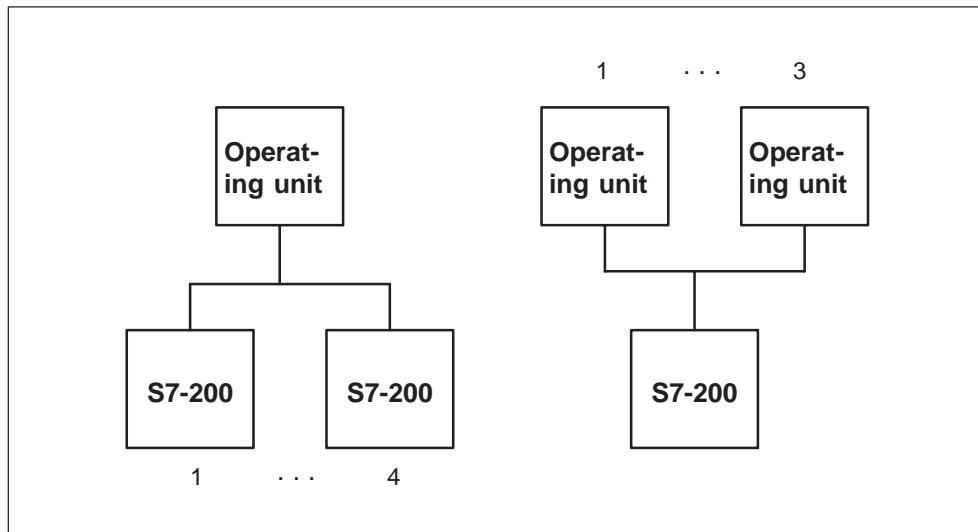 1 . . . 3
Operat-
ing unit
Operat-
ing unit
Operat-
ing unit
S7-200
S7-200
S7-200
1 . . . 4